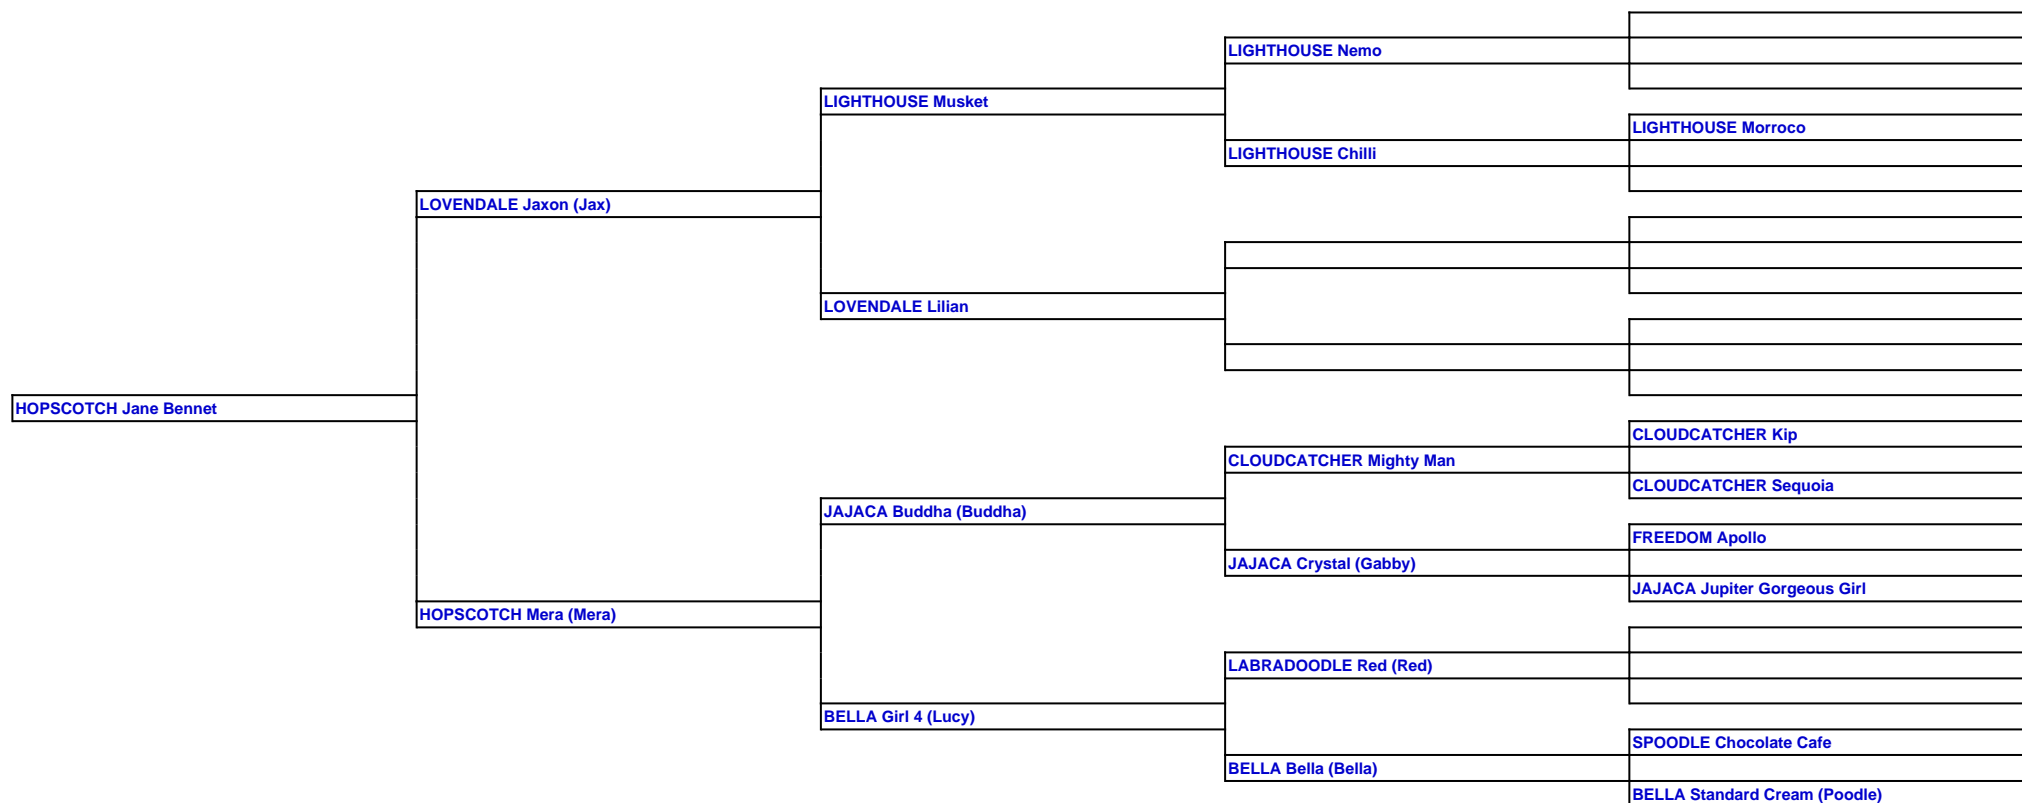 LIGHTHOUSE Nemo
LIGHTHOUSE Musket
LIGHTHOUSE Morroco
LIGHTHOUSE Chilli
LOVENDALE Jaxon (Jax)
LOVENDALE Lilian
HOPSCOTCH Jane Bennet
CLOUDCATCHER Kip
CLOUDCATCHER Mighty Man
CLOUDCATCHER Sequoia
JAJACA Buddha (Buddha)
FREEDOM Apollo
JAJACA Crystal (Gabby)
JAJACA Jupiter Gorgeous Girl
HOPSCOTCH Mera (Mera)
LABRADOODLE Red (Red)
BELLA Girl 4 (Lucy)
SPOODLE Chocolate Cafe
BELLA Bella (Bella)
BELLA Standard Cream (Poodle)